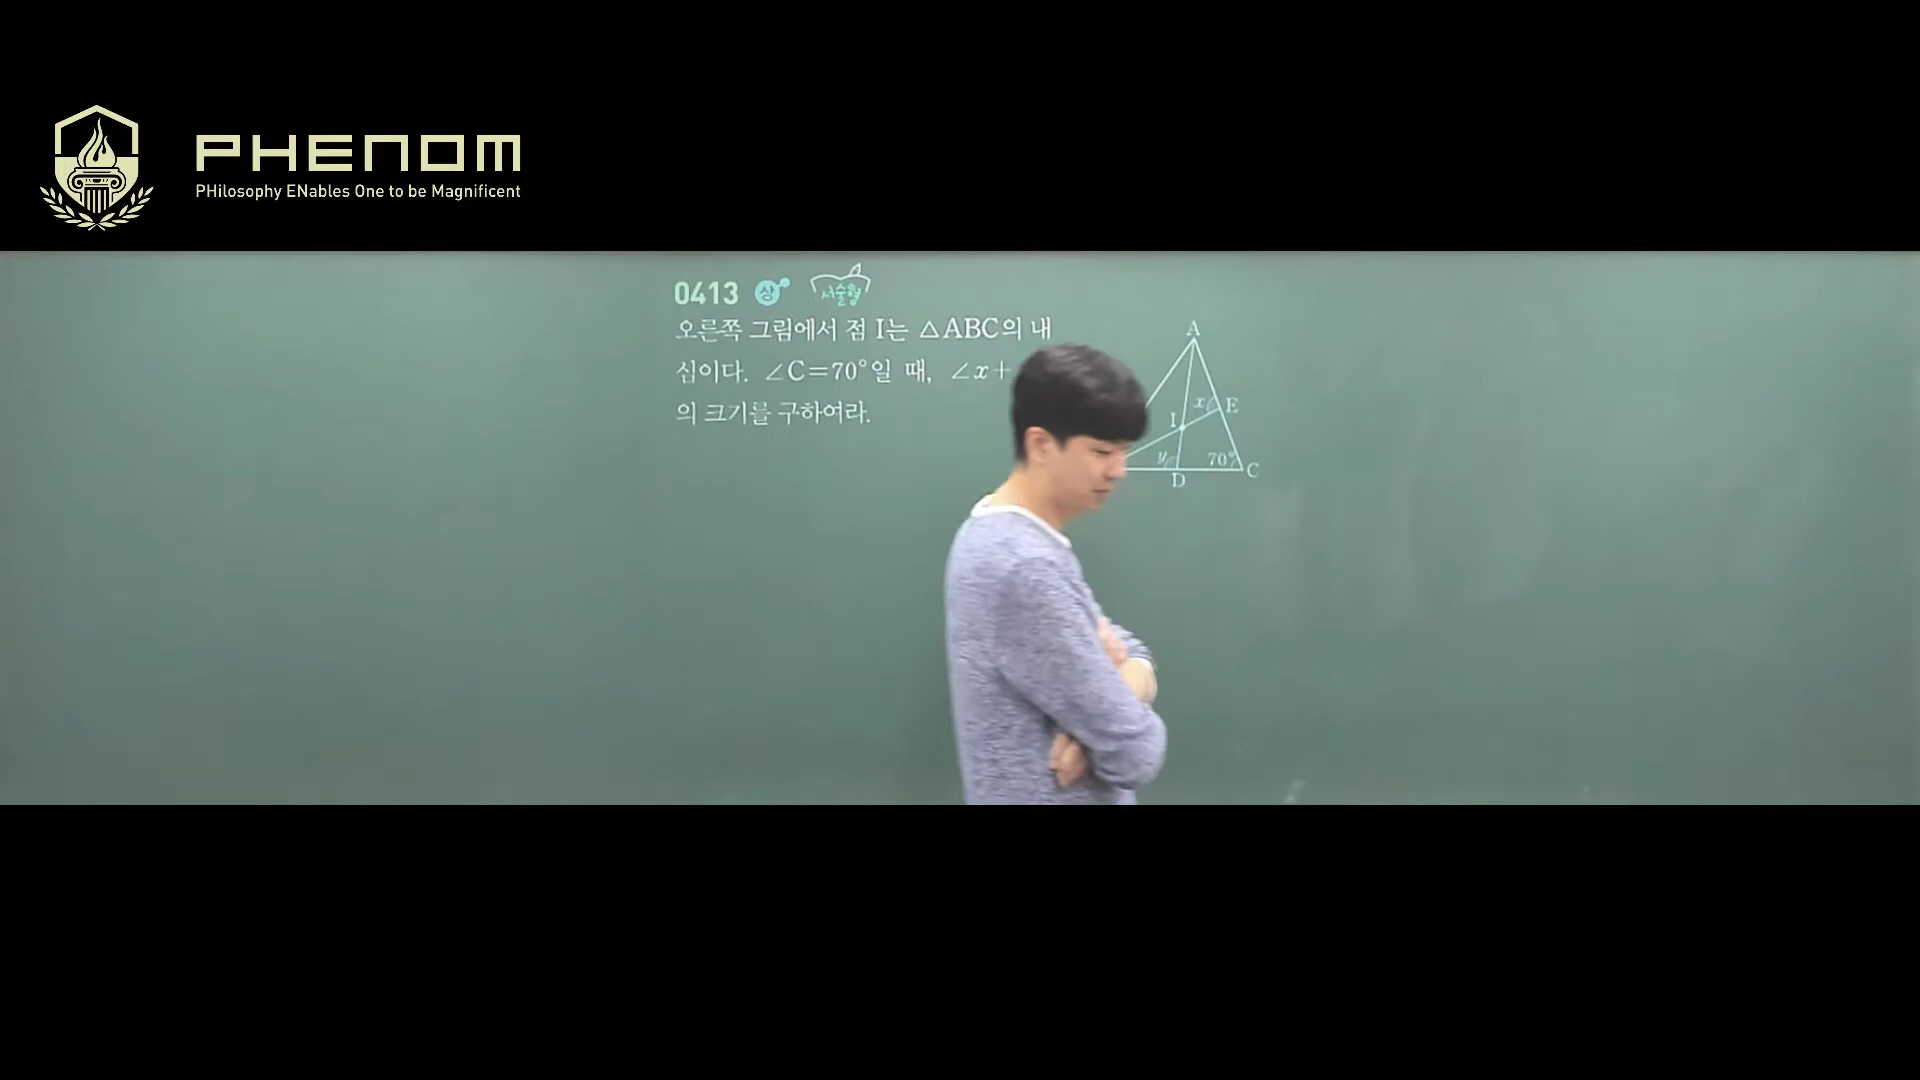 PHENOM
PHilosophy ENables One to be Magnificent
0413 상 서술형
오른쪽 그림에서 점 I는 △ABC의 내
심이다. ∠C=70°일 때, ∠x+
의 크기를 구하여라.
A
x
E
I
y
70°
C
D